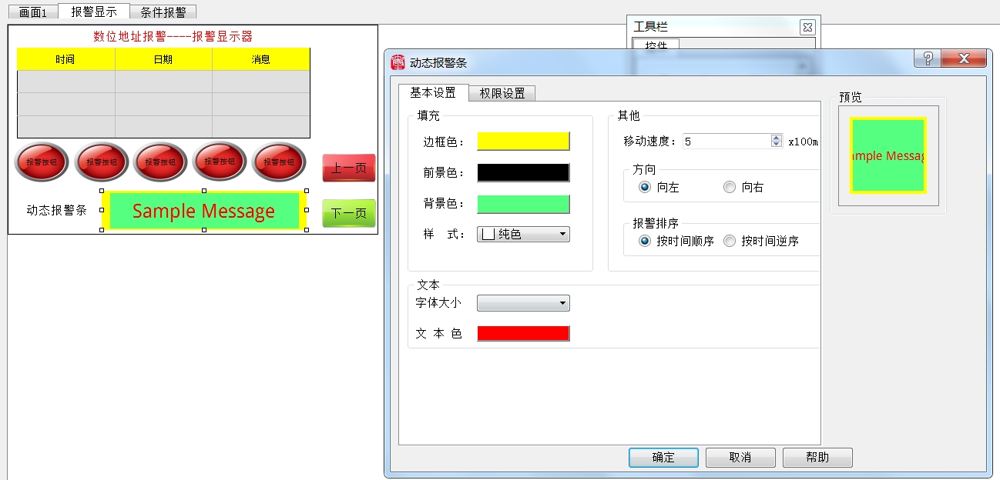 画面1 报警显示 条件报警
数位地址报警----报警显示器
时间 日期 消息
报警按钮 报警按钮 报警按钮 报警按钮 报警按钮
上一页
动态报警条 Sample Message 下一页
工具栏
控件
动态报警条
基本设置 权限设置
填充
边框色：
前景色：
背景色：
样 式： 纯色
其他
移动速度： 5 x100m
方向
向左 向右
报警排序
按时间顺序 按时间逆序
文本
字体大小
文 本 色
预览
mple Messag
确定 取消 帮助